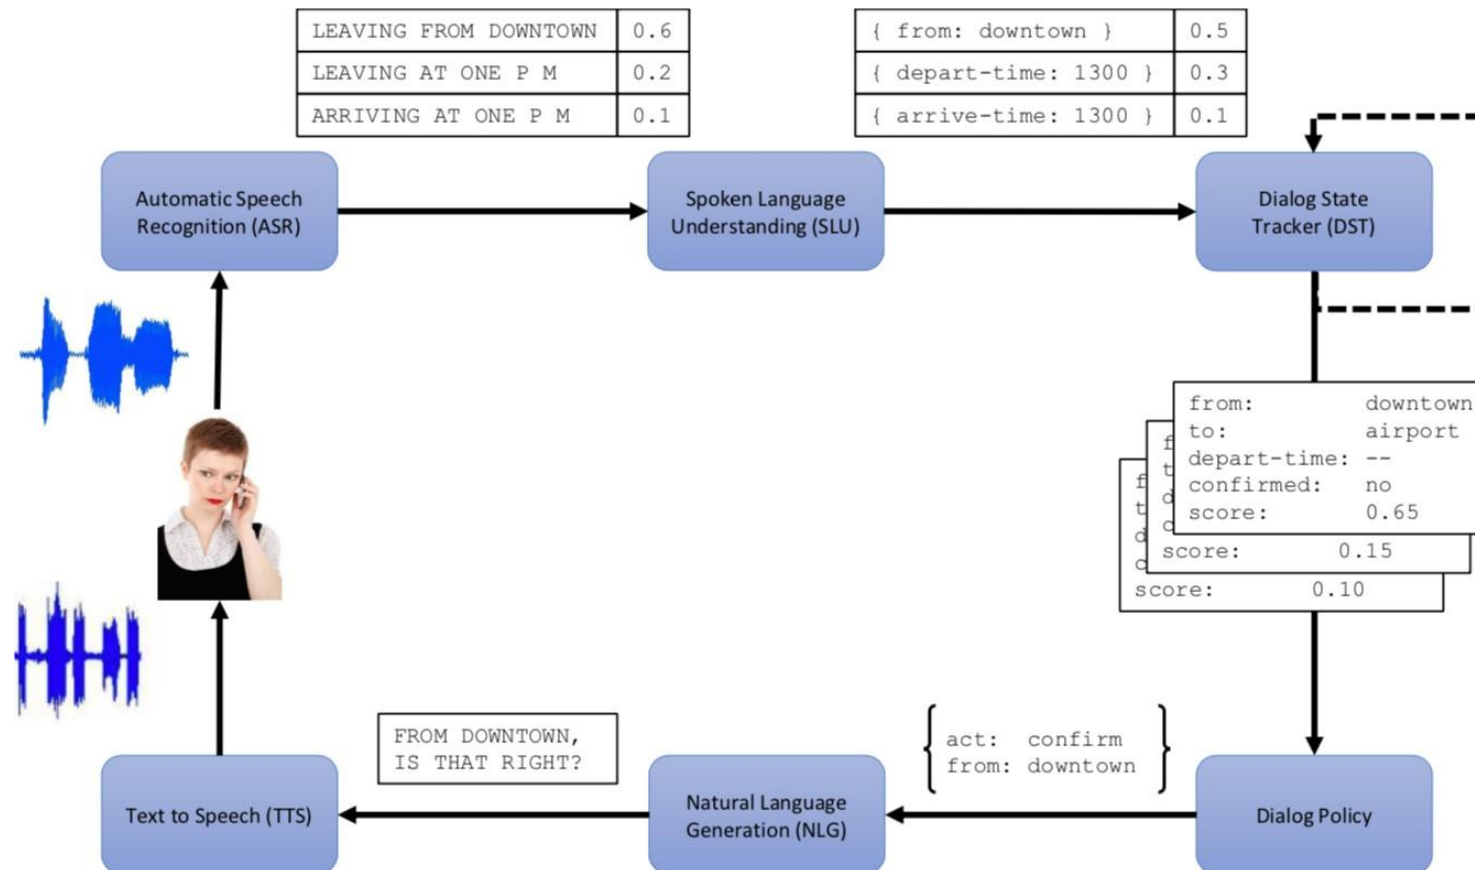 LEAVING FROM DOWNTOWN 0.6
LEAVING AT ONE P M 0.2
ARRIVING AT ONE P M 0.1
{ from: downtown } 0.5
{ depart-time: 1300 } 0.3
{ arrive-time: 1300 } 0.1
Automatic Speech
Recognition (ASR)
Spoken Language
Understanding (SLU)
Dialog State
Tracker (DST)
from: downtown
to: airport
depart-time: --
confirmed: no
score: 0.65
f
t
d
c
score: 0.15
f
t
d
c
score: 0.10
act: confirm
from: downtown
FROM DOWNTOWN,
IS THAT RIGHT?
Text to Speech (TTS)
Natural Language
Generation (NLG)
Dialog Policy